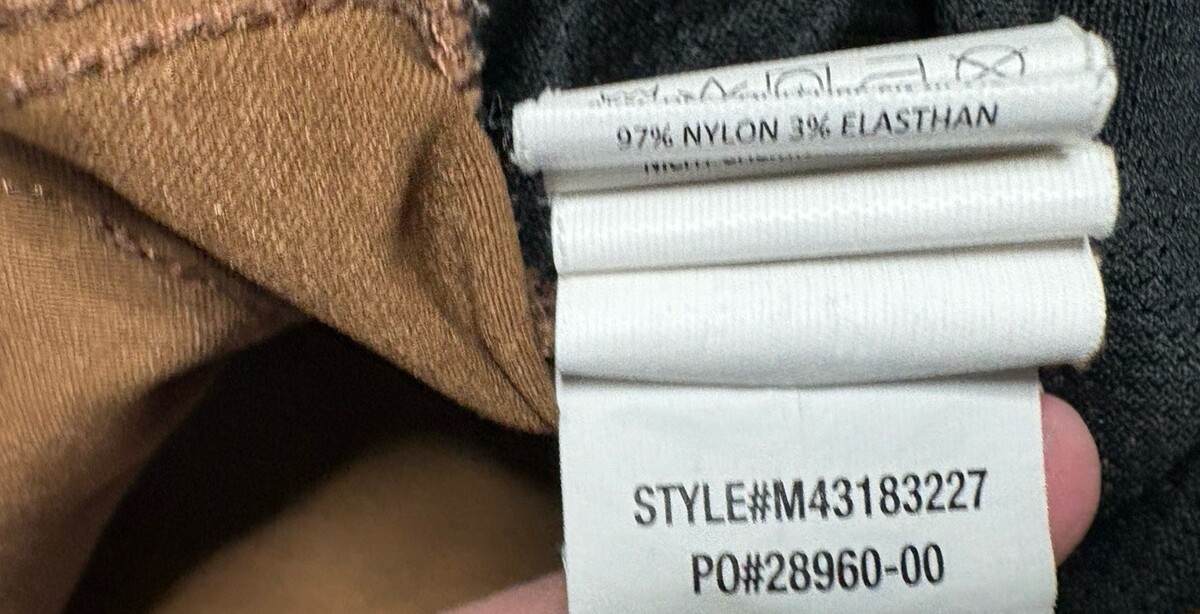 97% NYLON 3% ELASTHAN
STYLE#M43183227
PO#28960-00